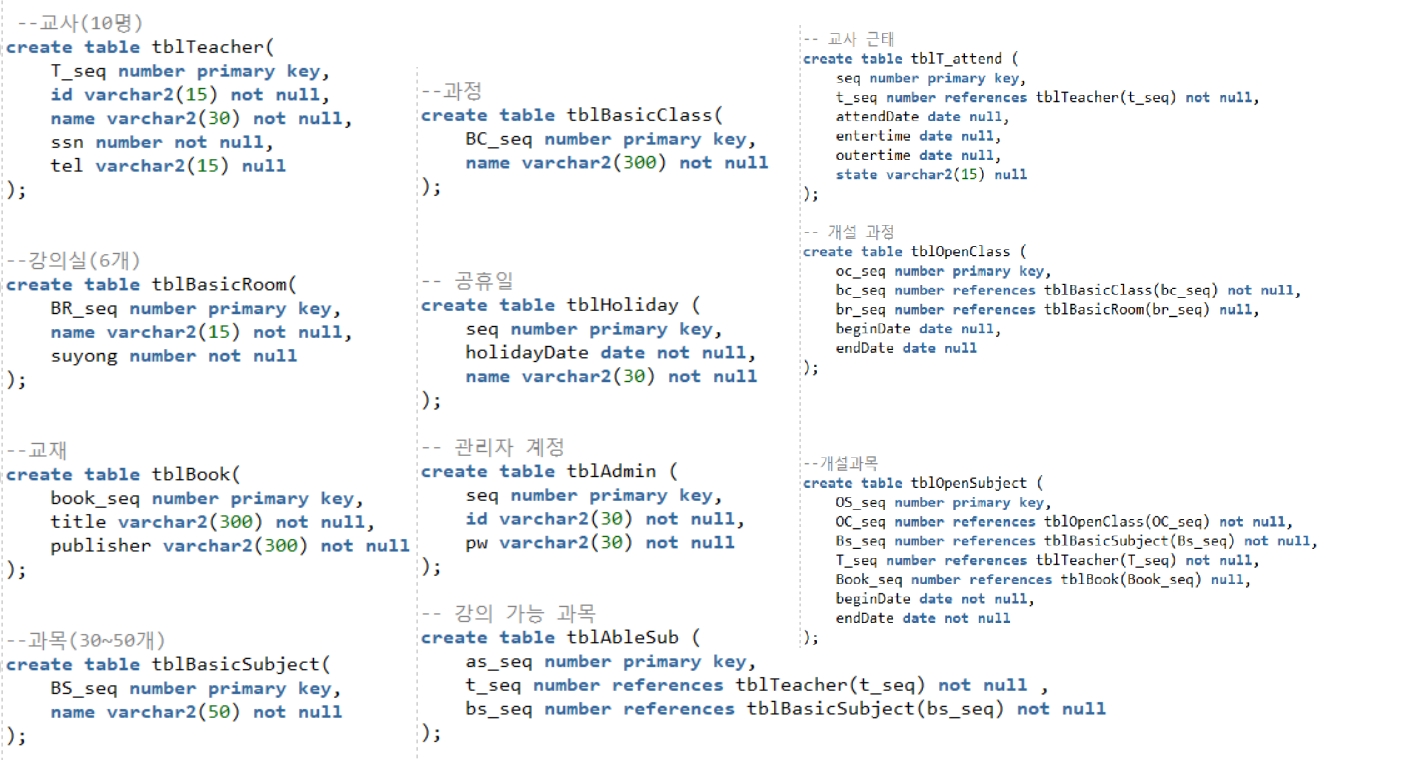 --교사(10명)
create table tblTeacher(
T_seq number primary key,
id varchar2(15) not null,
name varchar2(30) not null,
ssn number not null,
tel varchar2(15) null
);
--강의실(6개)
create table tblBasicRoom(
BR_seq number primary key,
name varchar2(15) not null,
suyong number not null
);
--교재
create table tblBook(
book_seq number primary key,
title varchar2(300) not null,
publisher varchar2(300) not null
);
--과목(30~50개)
create table tblBasicSubject(
BS_seq number primary key,
name varchar2(50) not null
);
--과정
create table tblBasicClass(
BC_seq number primary key,
name varchar2(300) not null
);
-- 공휴일
create table tblHoliday (
seq number primary key,
holidayDate date not null,
name varchar2(30) not null
);
-- 관리자 계정
create table tblAdmin (
seq number primary key,
id varchar2(30) not null,
pw varchar2(30) not null
);
-- 강의 가능 과목
create table tblAbleSub (
as_seq number primary key,
t_seq number references tblTeacher(t_seq) not null ,
bs_seq number references tblBasicSubject(bs_seq) not null
);
-- 교사 근태
create table tblT_attend (
seq number primary key,
t_seq number references tblTeacher(t_seq) not null,
attendDate date null,
entertime date null,
outertime date null,
state varchar2(15) null
);
-- 개설 과정
create table tblOpenClass (
oc_seq number primary key,
bc_seq number references tblBasicClass(bc_seq) not null,
br_seq number references tblBasicRoom(br_seq) null,
beginDate date null,
endDate date null
);
--개설과목
create table tblOpenSubject (
OS_seq number primary key,
OC_seq number references tblOpenClass(OC_seq) not null,
Bs_seq number references tblBasicSubject(Bs_seq) not null,
T_seq number references tblTeacher(T_seq) not null,
Book_seq number references tblBook(Book_seq) null,
beginDate date not null,
endDate date not null
);